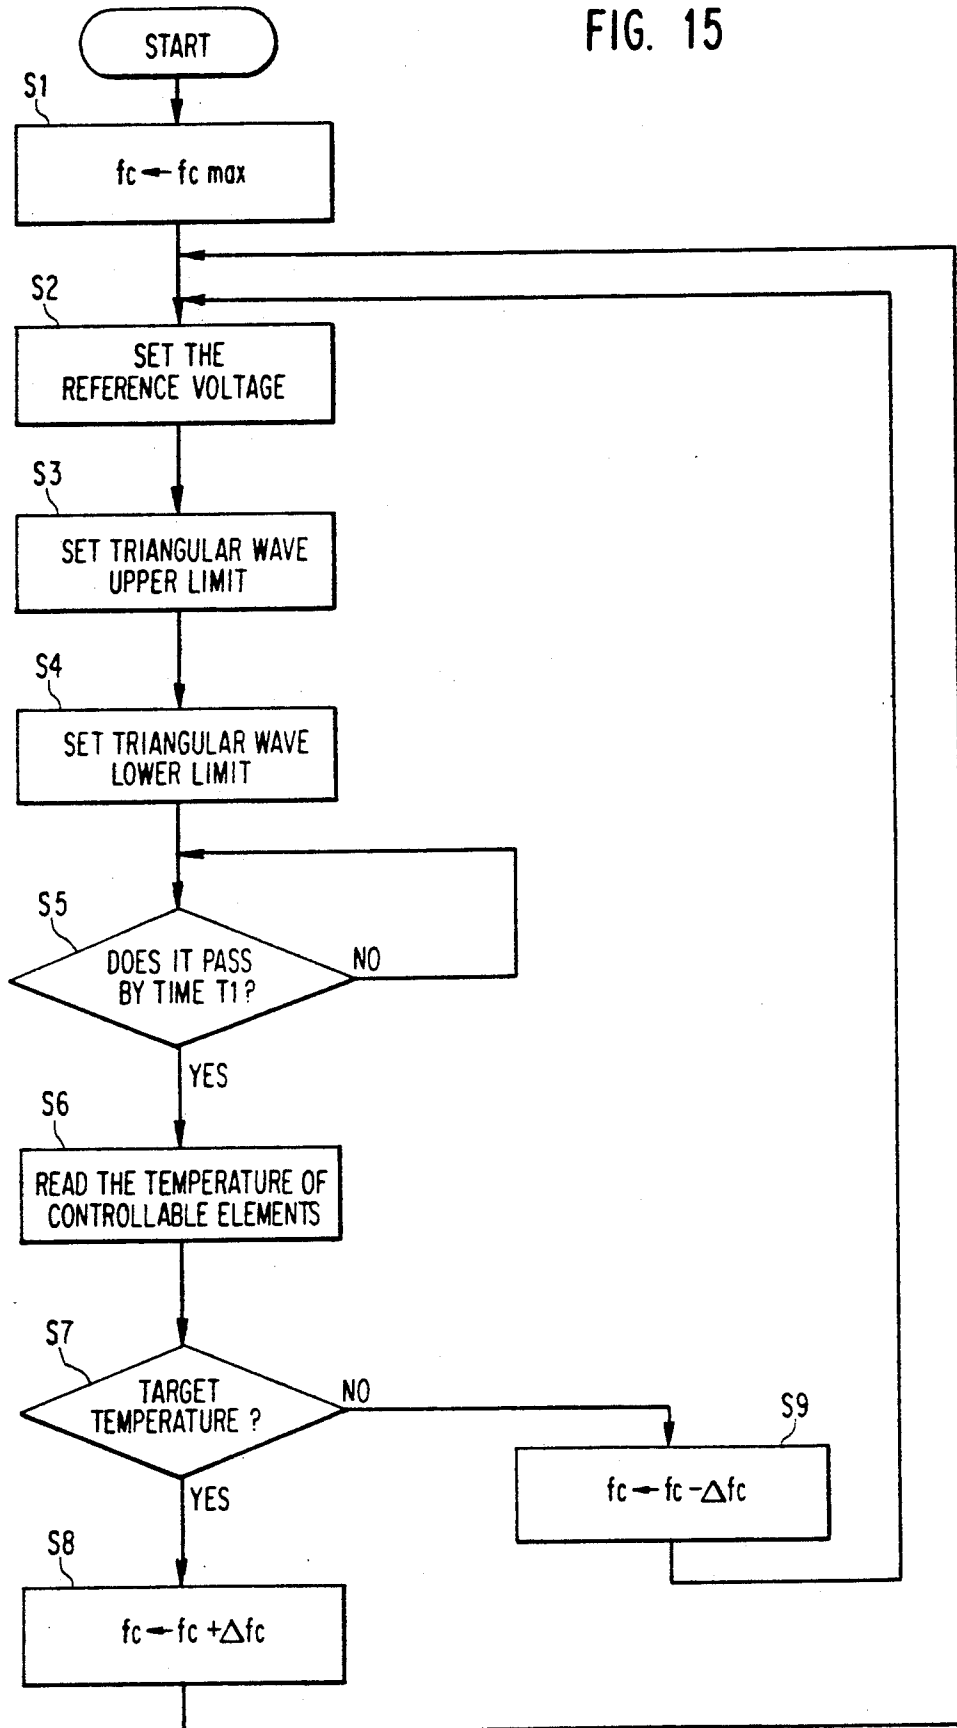 FIG. 15
START
S1
fc ← fc max
S2
SET THE
REFERENCE VOLTAGE
S3
SET TRIANGULAR WAVE
UPPER LIMIT
S4
SET TRIANGULAR WAVE
LOWER LIMIT
S5
DOES IT PASS
BY TIME T1?
NO
YES
S6
READ THE TEMPERATURE OF
CONTROLLABLE ELEMENTS
S7
TARGET
TEMPERATURE ?
NO
YES
S9
fc ← fc - Δfc
S8
fc ← fc + Δfc